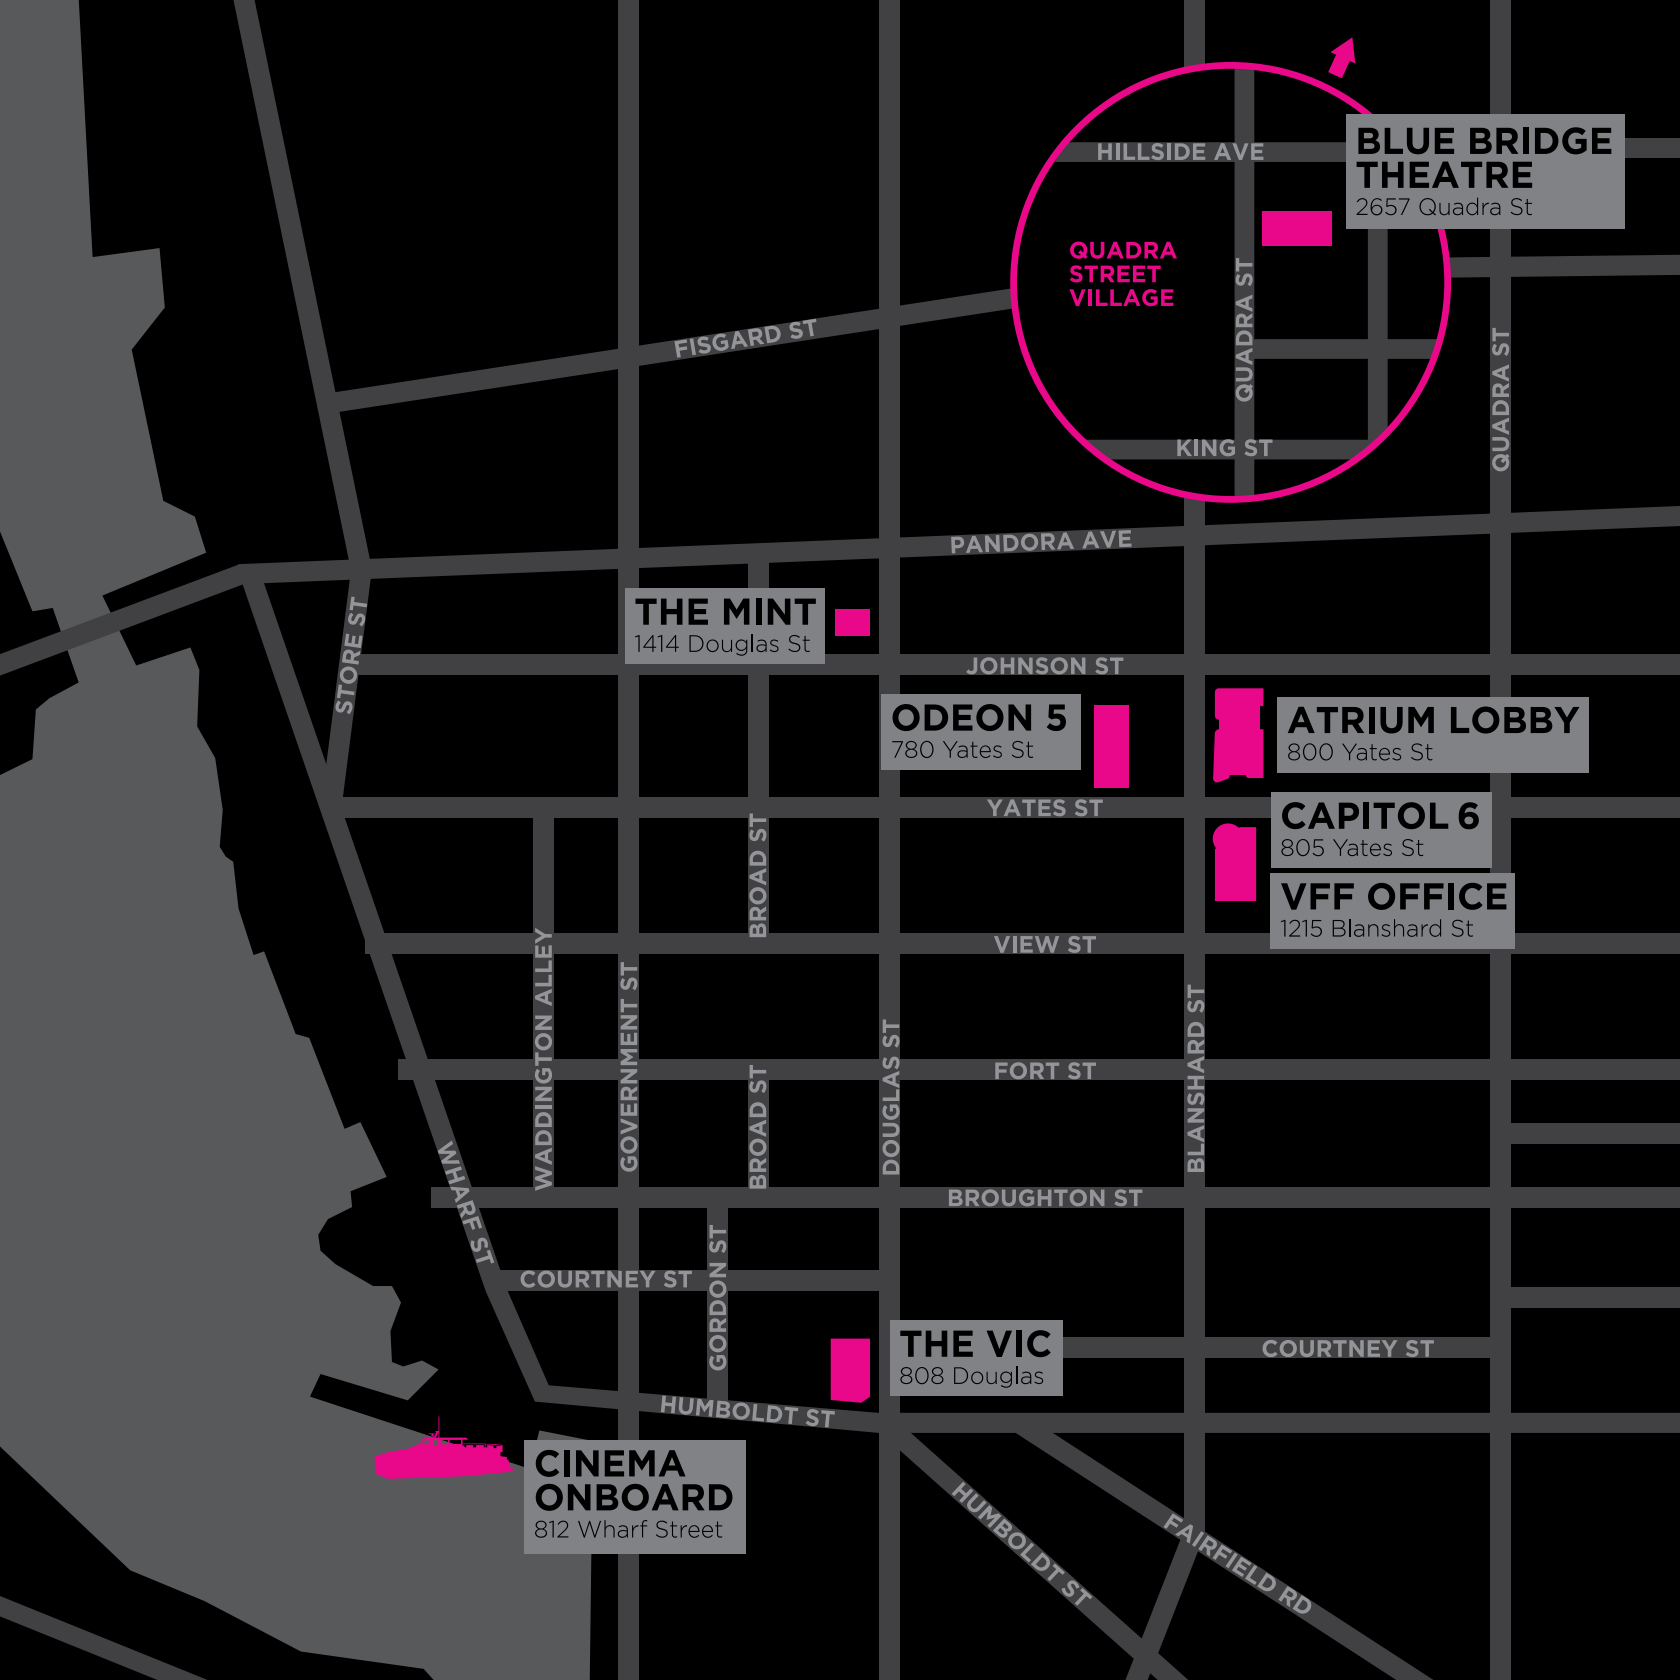 HILLSIDE AVE
BLUE BRIDGE
THEATRE
2657 Quadra St
QUADRA
STREET
VILLAGE
QUADRA ST
QUADRA ST
FISGARD ST
KING ST
PANDORA AVE
THE MINT
1414 Douglas St
STORE ST
JOHNSON ST
ODEON 5
780 Yates St
ATRIUM LOBBY
800 Yates St
YATES ST
CAPITOL 6
805 Yates St
BROAD ST
VFF OFFICE
1215 Blanshard St
VIEW ST
WADDINGTON ALLEY
GOVERNMENT ST
DOUGLAS ST
BLANSHARD ST
FORT ST
BROAD ST
WHARF ST
BROUGHTON ST
COURTNEY ST
GORDON ST
THE VIC
808 Douglas
COURTNEY ST
HUMBOLDT ST
CINEMA
ONBOARD
812 Wharf Street
HUMBOLDT ST
FAIRFIELD RD